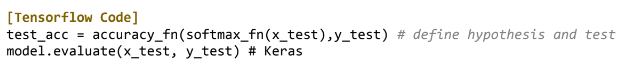 [Tensorflow Code]
test_acc = accuracy_fn(softmax_fn(x_test),y_test) # define hypothesis and test
model.evaluate(x_test, y_test) # Keras